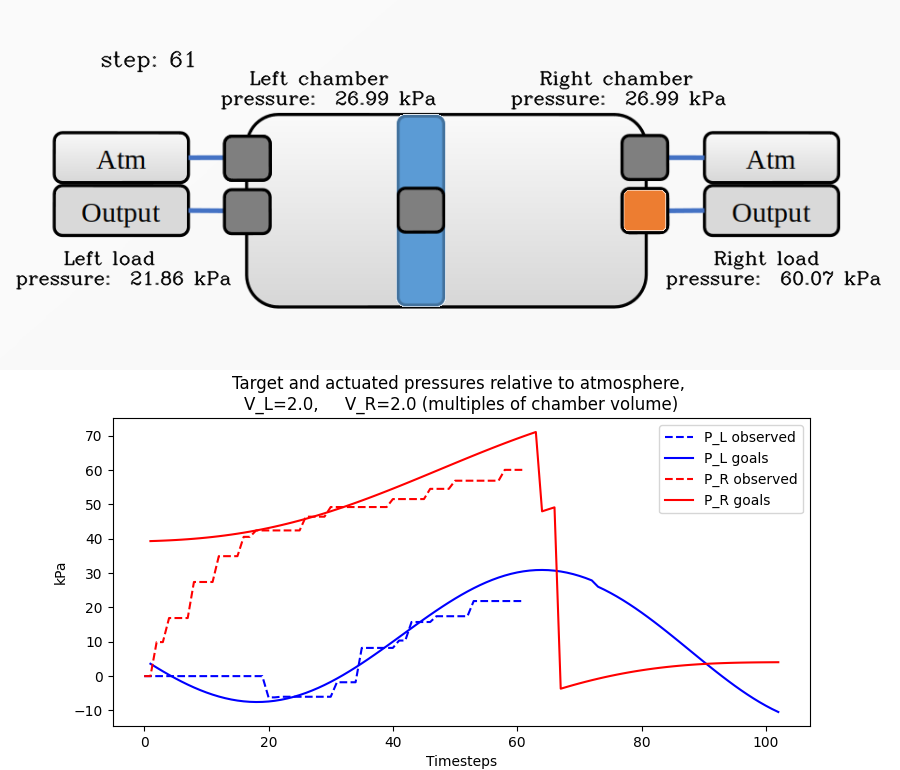 step: 61
Left chamber
pressure: 26.99 kPa
Right chamber
pressure: 26.99 kPa
Atm
Output
Atm
Output
Left load
pressure: 21.86 kPa
Right load
pressure: 60.07 kPa
Target and actuated pressures relative to atmosphere,
V_L=2.0, V_R=2.0 (multiples of chamber volume)
P_L observed
P_L goals
P_R observed
P_R goals
kPa
70
60
50
40
30
20
10
0
−10
0 20 40 60 80 100
Timesteps